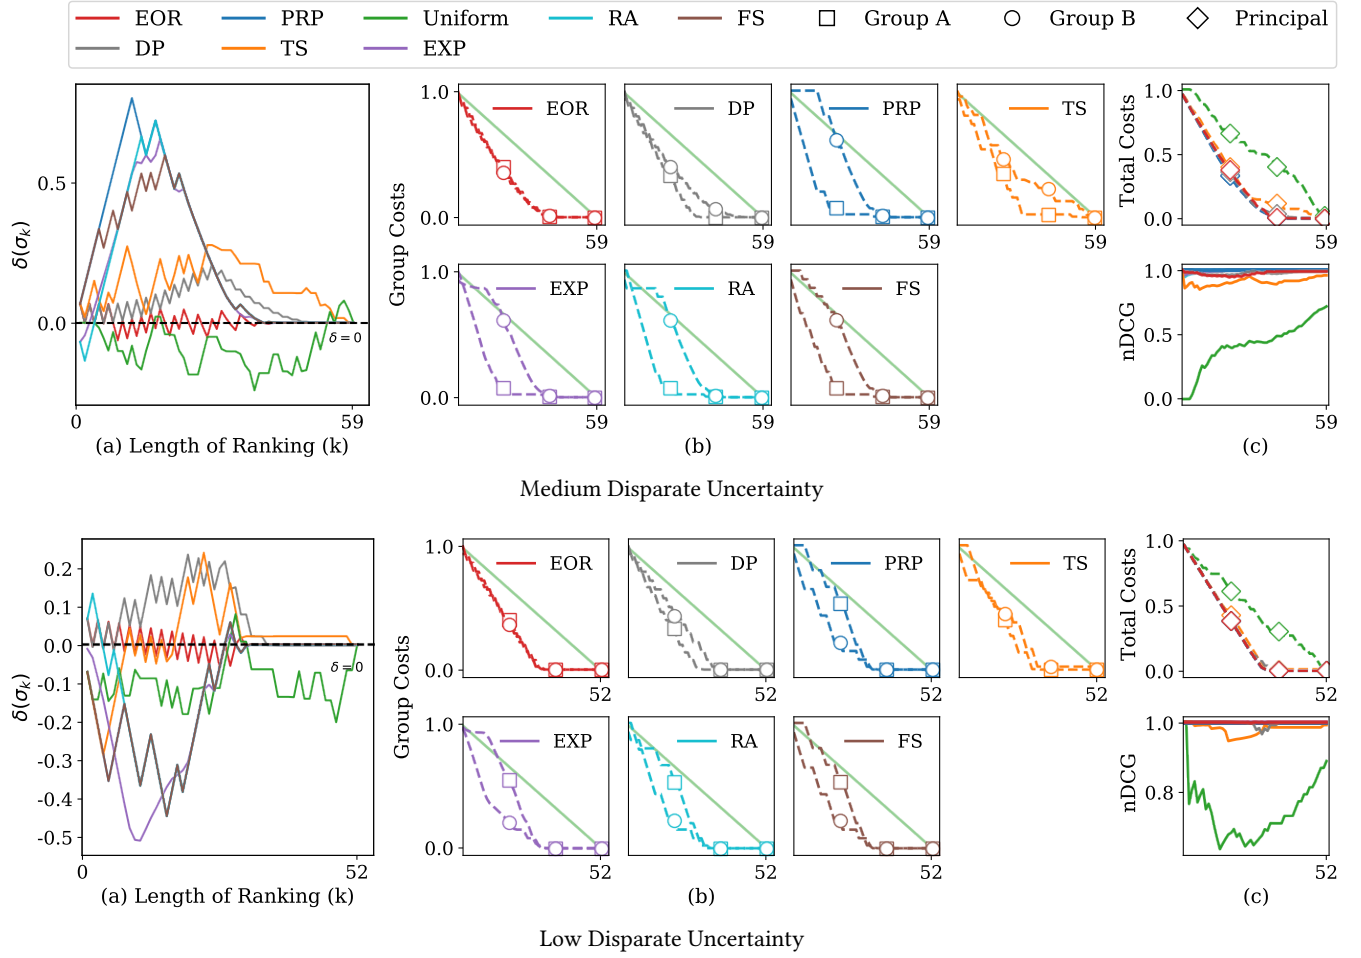 EOR PRP Uniform RA FS Group A Group B Principal
DP TS EXP
δ(σk)
0.5
0.0
δ = 0
0 59
(a) Length of Ranking (k)
Group Costs
1.0
0.0
EOR
59
DP
59
PRP
59
TS
59
1.0
0.0
EXP
59
RA
59
FS
59
(b)
Total Costs
1.0
0.5
0.0
59
nDCG
1.0
0.5
0.0
59
(c)
Medium Disparate Uncertainty
δ(σk)
0.2
0.1
0.0
-0.1
-0.2
-0.3
-0.4
-0.5
δ = 0
0 52
(a) Length of Ranking (k)
Group Costs
1.0
0.0
EOR
52
DP
52
PRP
52
TS
52
1.0
0.0
EXP
52
RA
52
FS
52
(b)
Total Costs
1.0
0.5
0.0
52
nDCG
1.0
0.8
52
(c)
Low Disparate Uncertainty